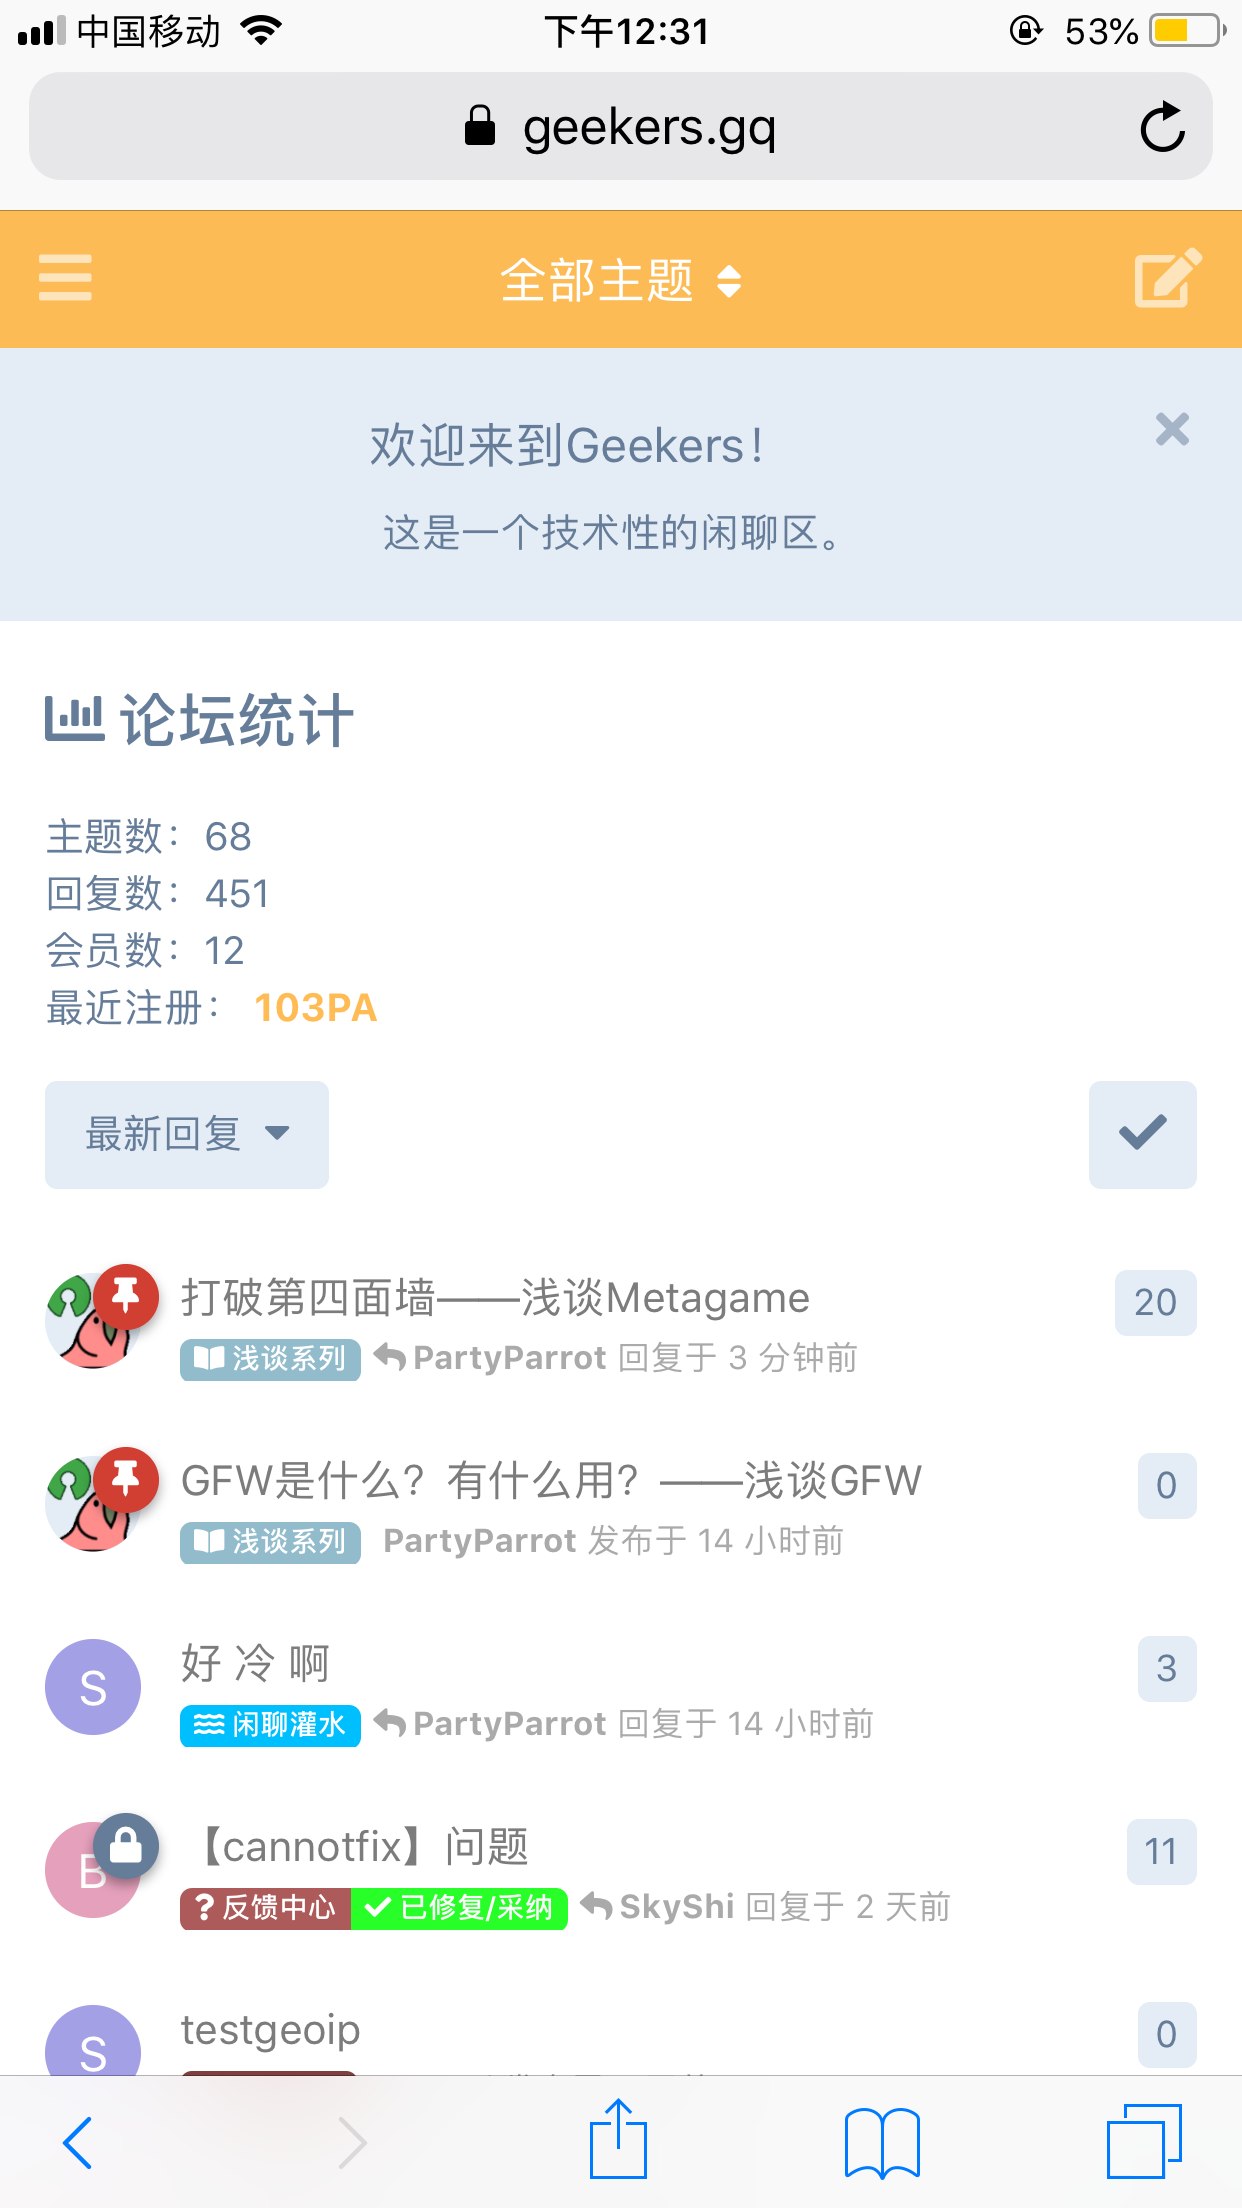 中国移动 下午12:31 53%
geekers.gq
全部主题
欢迎来到Geekers！
这是一个技术性的闲聊区。
论坛统计
主题数：68
回复数：451
会员数：12
最近注册： 103PA
最新回复
打破第四面墙——浅谈Metagame 20
浅谈系列 PartyParrot 回复于 3 分钟前
GFW是什么？有什么用？——浅谈GFW 0
浅谈系列 PartyParrot 发布于 14 小时前
S 好 冷 啊 3
闲聊灌水 PartyParrot 回复于 14 小时前
B 【cannotfix】问题 11
反馈中心 已修复/采纳 SkyShi 回复于 2 天前
S testgeoip 0